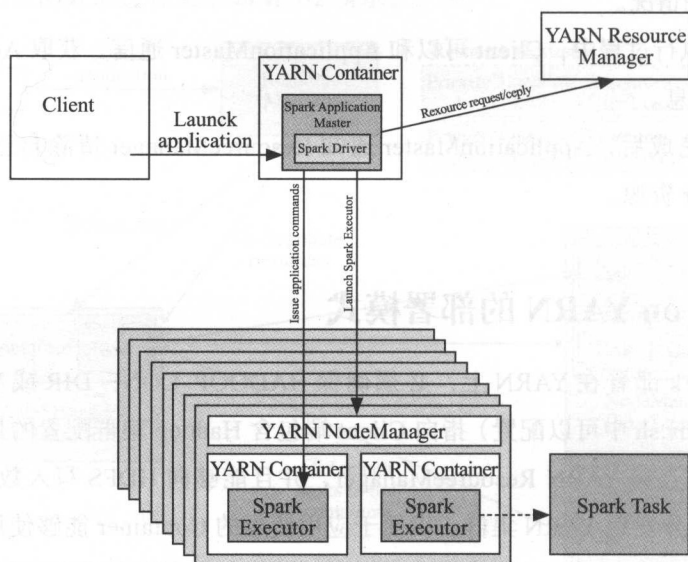 YARN Resource
Manager
YARN Container
Client
Spark Application
Master
Spark Driver
Launck
application
Rexource request/ceply
Issue application commands
Launch Spark Executor
YARN NodeManager
YARN Container
YARN Container
Spark
Executor
Spark
Executor
Spark Task